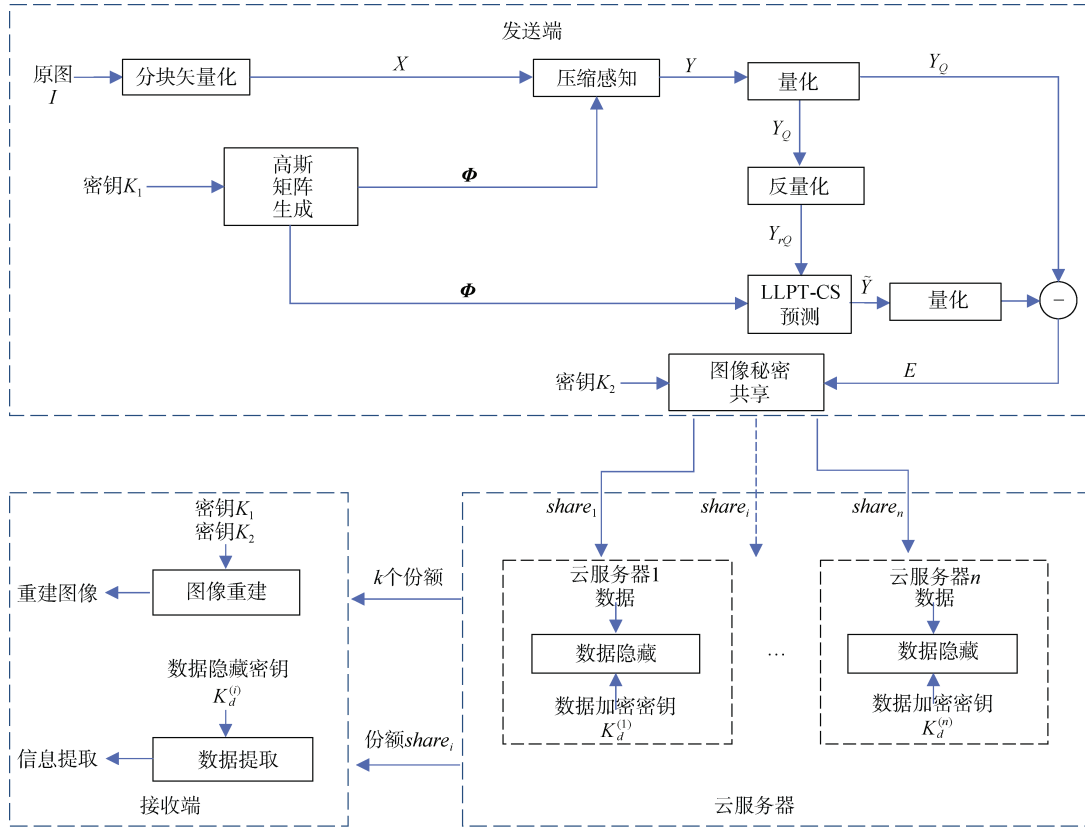 发送端
原图
I
分块矢量化
X
压缩感知
Y
量化
Y_Q
Y_Q
密钥K_1
高斯
矩阵
生成
Φ
反量化
Y_{rQ}
Φ
LLPT-CS
预测
Ỹ
量化
−
密钥K_2
图像秘密
共享
E
share_1
share_i
share_n
密钥K_1
密钥K_2
图像重建
重建图像
k个份额
云服务器1
数据
数据隐藏
数据加密密钥
K_d^{(1)}
…
云服务器n
数据
数据隐藏
数据加密密钥
K_d^{(n)}
数据隐藏密钥
K_d^{(i)}
数据提取
信息提取
份额share_i
接收端
云服务器